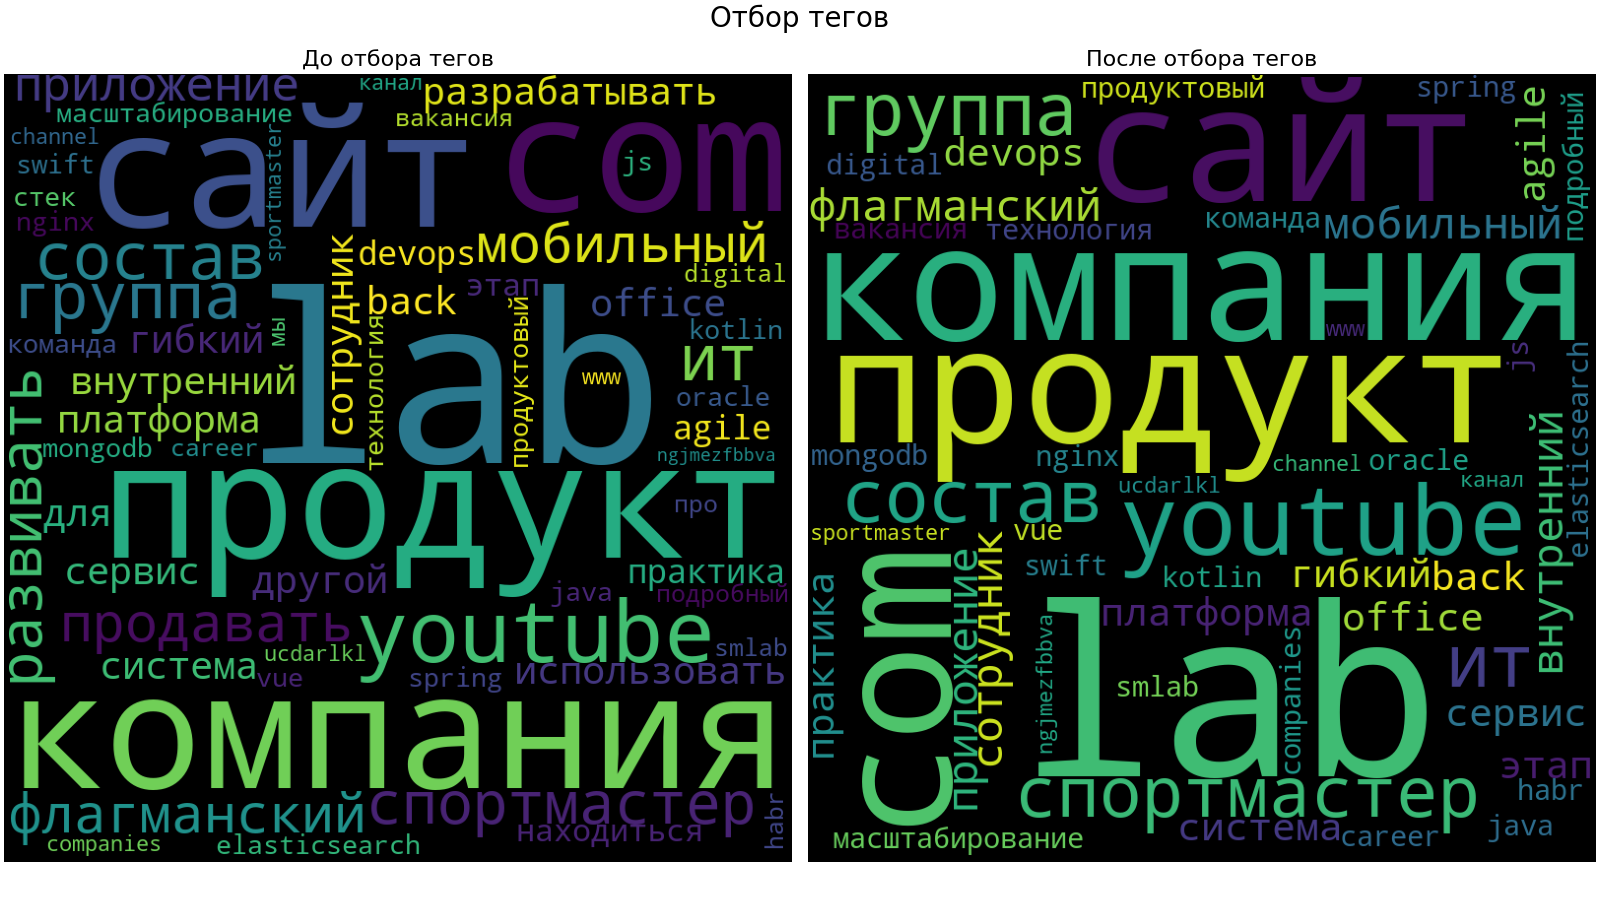 Отбор тегов
До отбора тегов
приложение
канал
разрабатывать
масштабирование
вакансия
channel
сайт
com
js
swift
sportmaster
стек
nginx
состав
devops
мобильный
digital
группа
сотрудник
back
этап
office
kotlin
команда
гибкий
мы
lab
продуктовый
ит
внутренний
технология
www
oracle
платформа
agile
mongodb
career
ngjmezfbbva
развивать
продукт
для
про
сервис
другой
java
практика
подробный
продавать
youtube
система
ucdarlkl
smlab
vue
spring
использовать
компания
флагманский
спортмастер
находиться
habr
companies
elasticsearch
После отбора тегов
группа
продуктовый
spring
сайт
agile
подробный
digital
devops
флагманский
команда
мобильный
вакансия
технология
компания
www
продукт
js
elasticsearch
mongodb
nginx
channel
oracle
внутренний
состав
ucdarlkl
канал
youtube
sportmaster
vue
com
сотрудник
swift
kotlin
гибкий
back
практика
приложение
платформа
office
lab
ngjmezfbbva
smlab
companies
ит
сервис
этап
спортмастер
habr
масштабирование
система
career
java